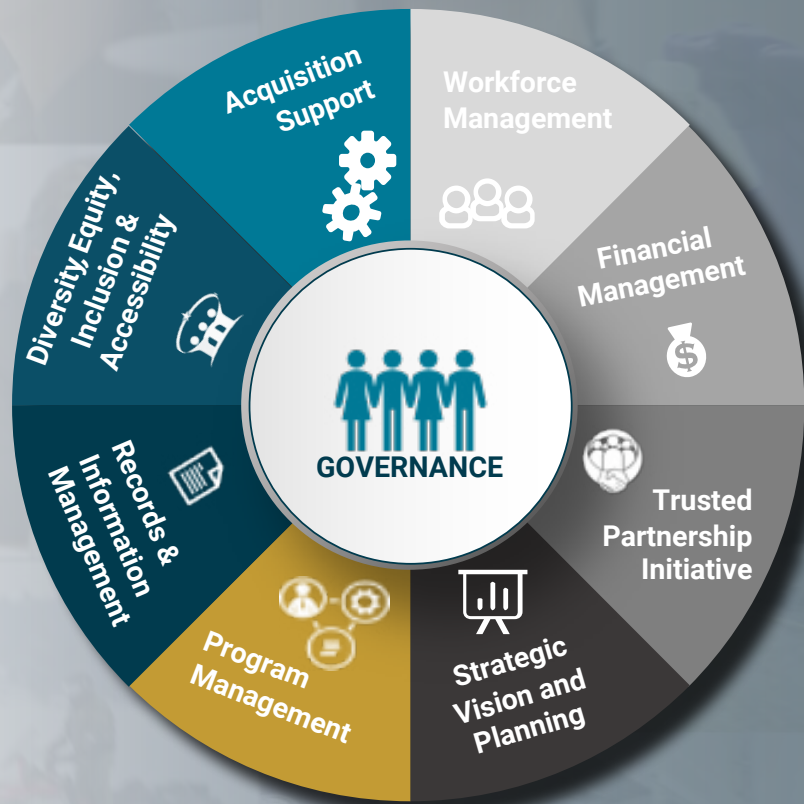 Acquisition
Support
Workforce
Management
Financial
Management
Trusted
Partnership
Initiative
Strategic
Vision and
Planning
Program
Management
Records &
Information
Management
Diversity, Equity,
Inclusion &
Accessibility
GOVERNANCE
$